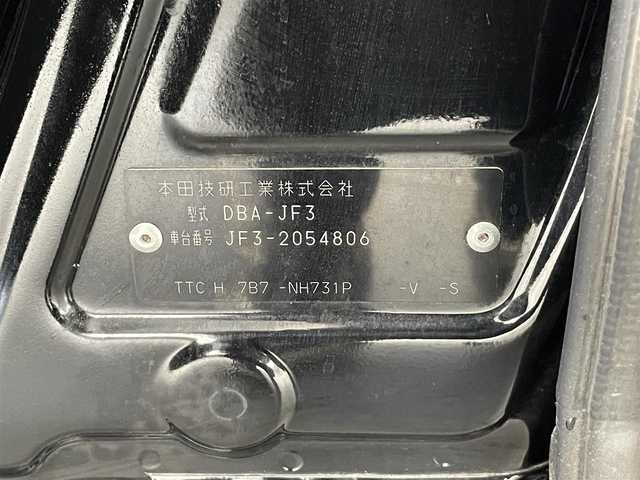 本田技研工業株式会社
型式 DBA-JF3
車台番号 JF3-2054806
TTC H 7B7 -NH731P -V -S